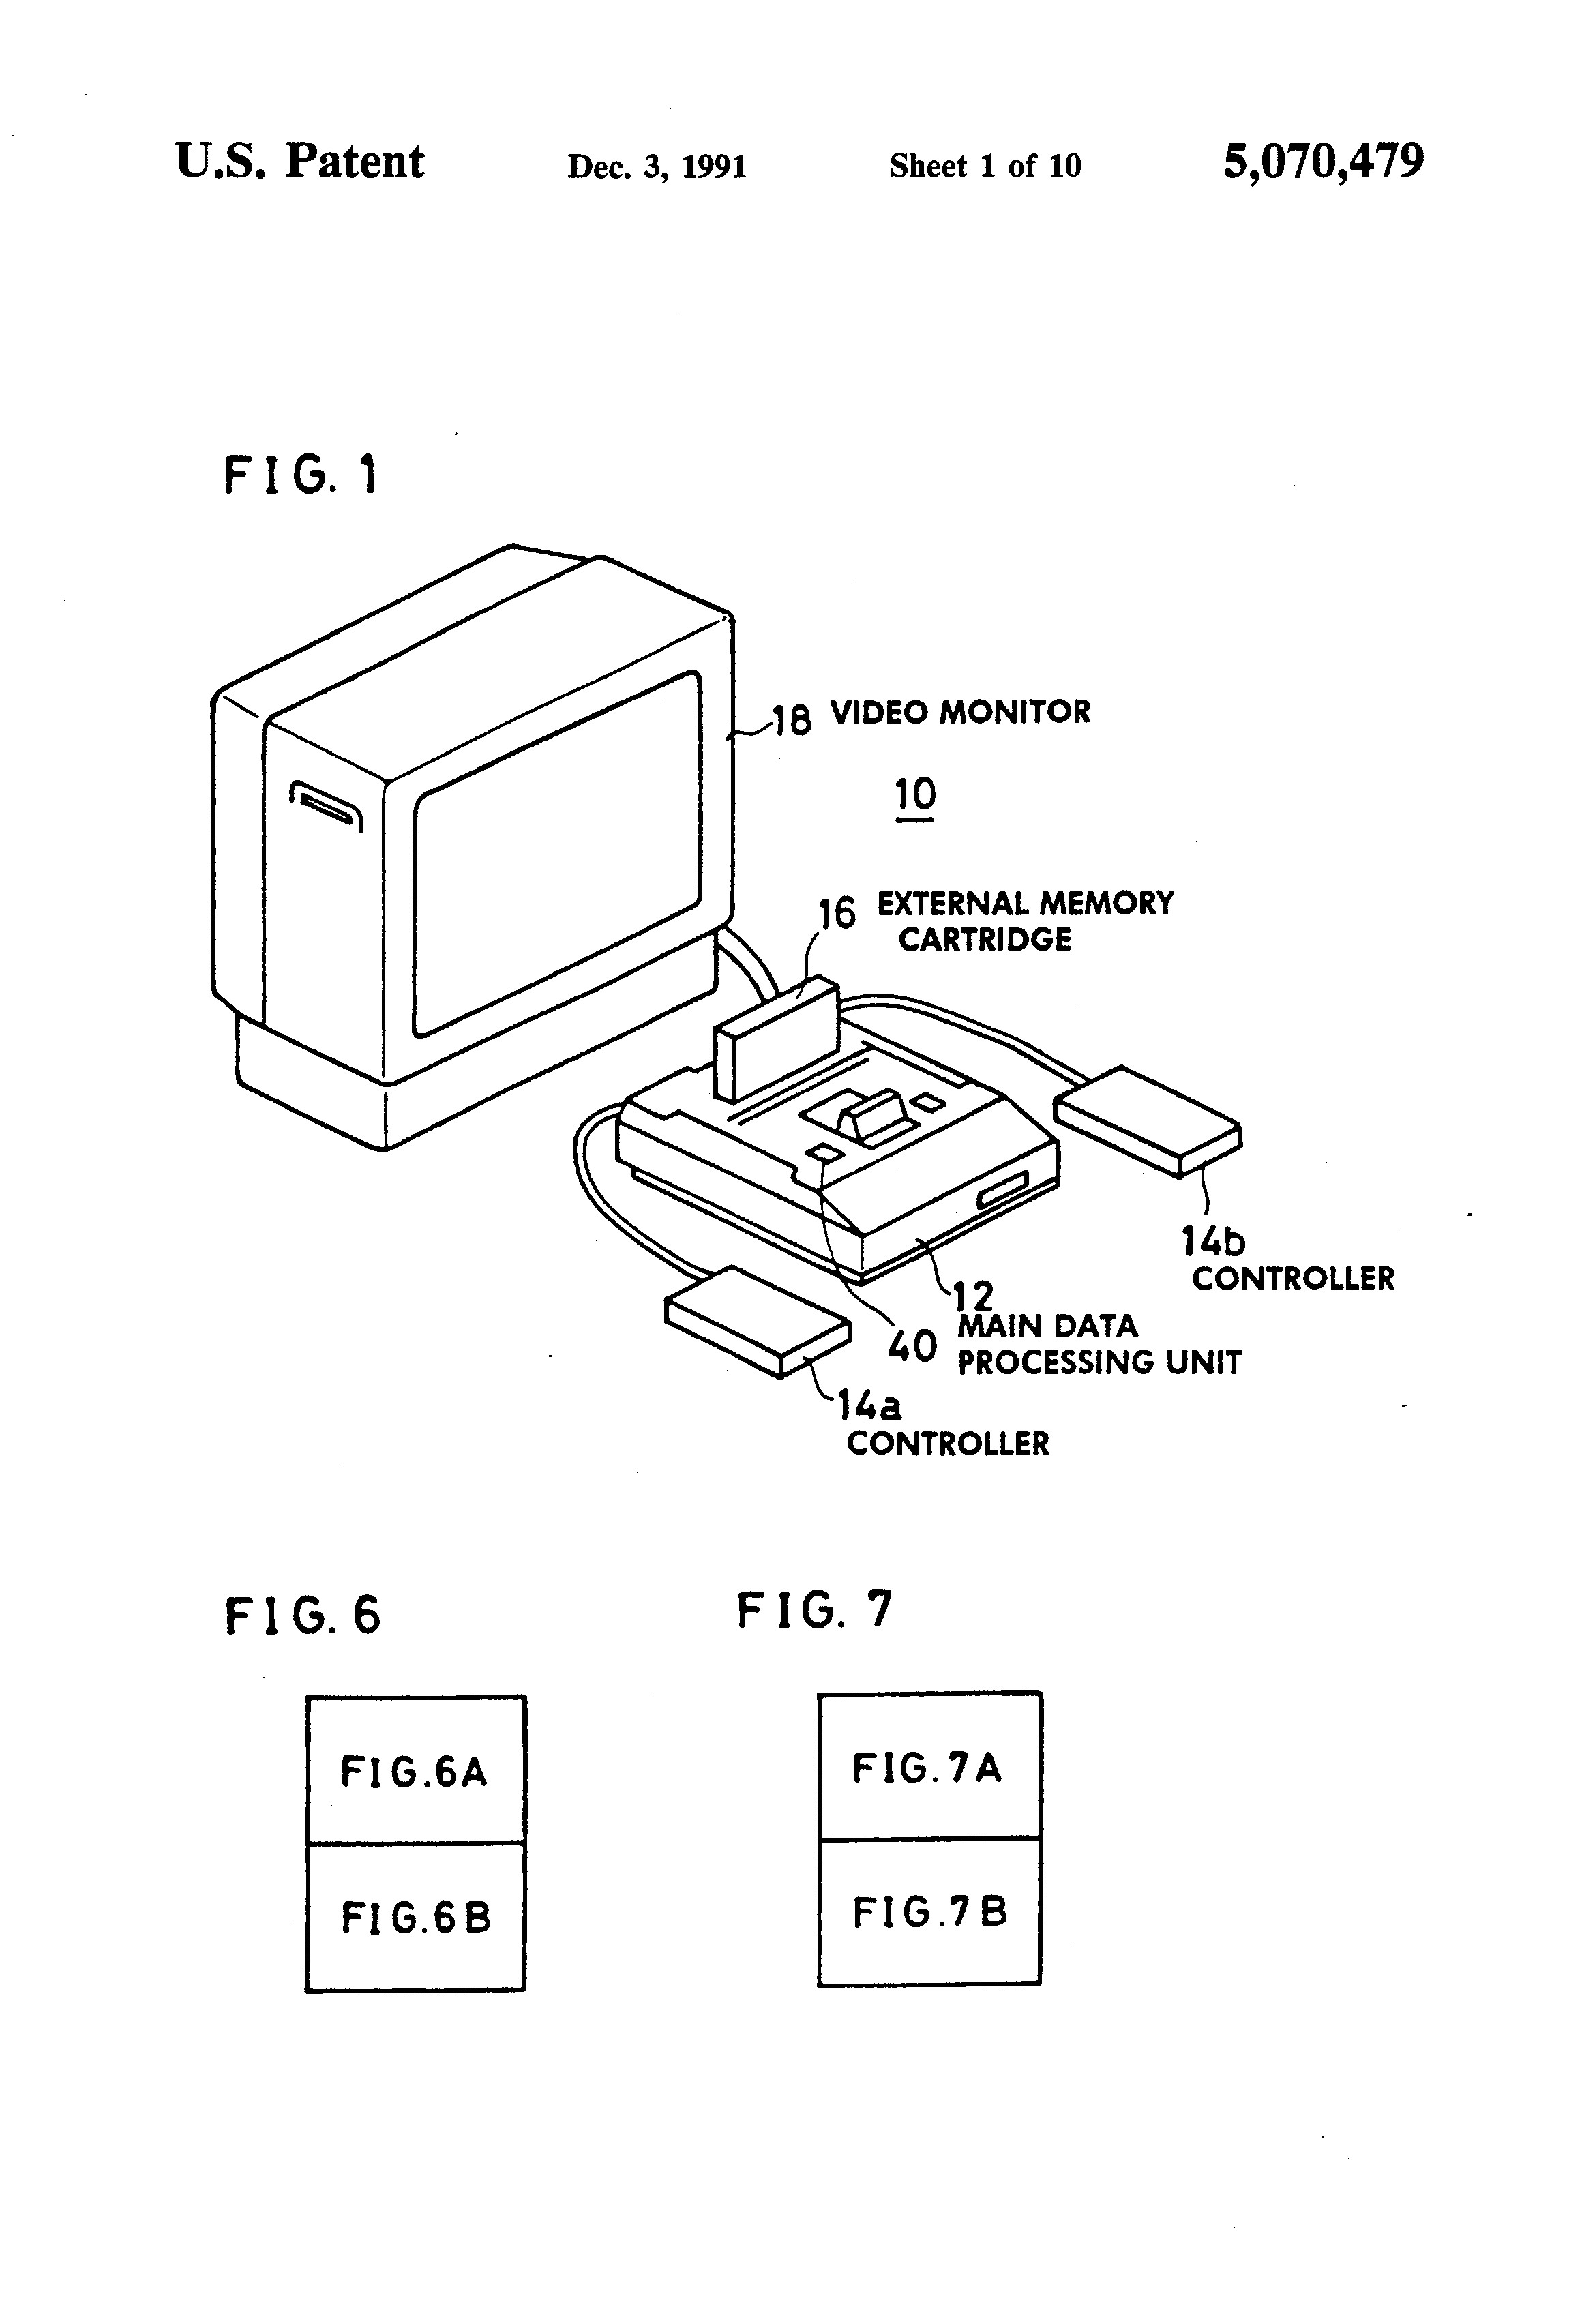 U.S. Patent Dec. 3, 1991 Sheet 1 of 10 5,070,479
FIG. 1
18 VIDEO MONITOR
10
16 EXTERNAL MEMORY
CARTRIDGE
14b
CONTROLLER
12
MAIN DATA
40 PROCESSING UNIT
14a
CONTROLLER
FIG. 6 FIG. 7
FIG.6A FIG.7A
FIG.6B FIG.7B